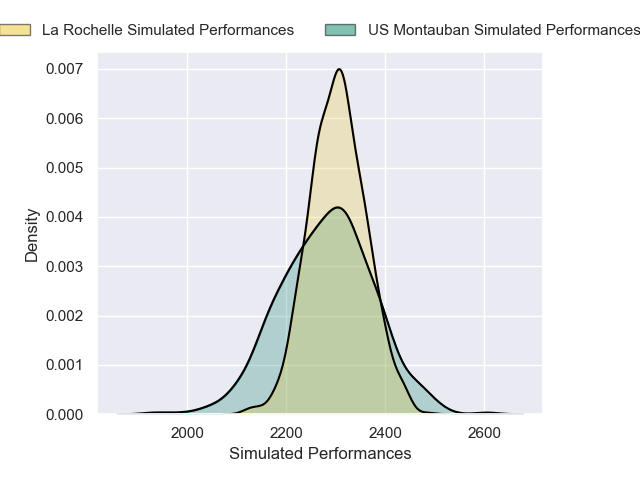 La Rochelle Simulated Performances US Montauban Simulated Performances
0.007
0.006
0.005
0.004
0.003
0.002
0.001
0.000
Density
2000 2200 2400 2600
Simulated Performances